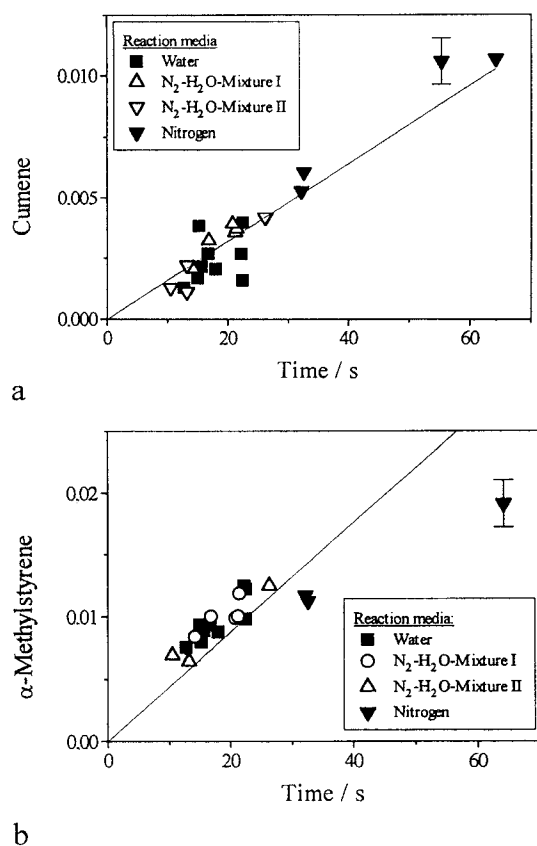 Cumene
0.010
0.005
0.000
Reaction media
Water
N₂-H₂O-Mixture I
N₂-H₂O-Mixture II
Nitrogen
0
20
40
60
Time / s
a
α-Methylstyrene
0.02
0.01
0.00
Reaction media:
Water
N₂-H₂O-Mixture I
N₂-H₂O-Mixture II
Nitrogen
0
20
40
60
Time / s
b